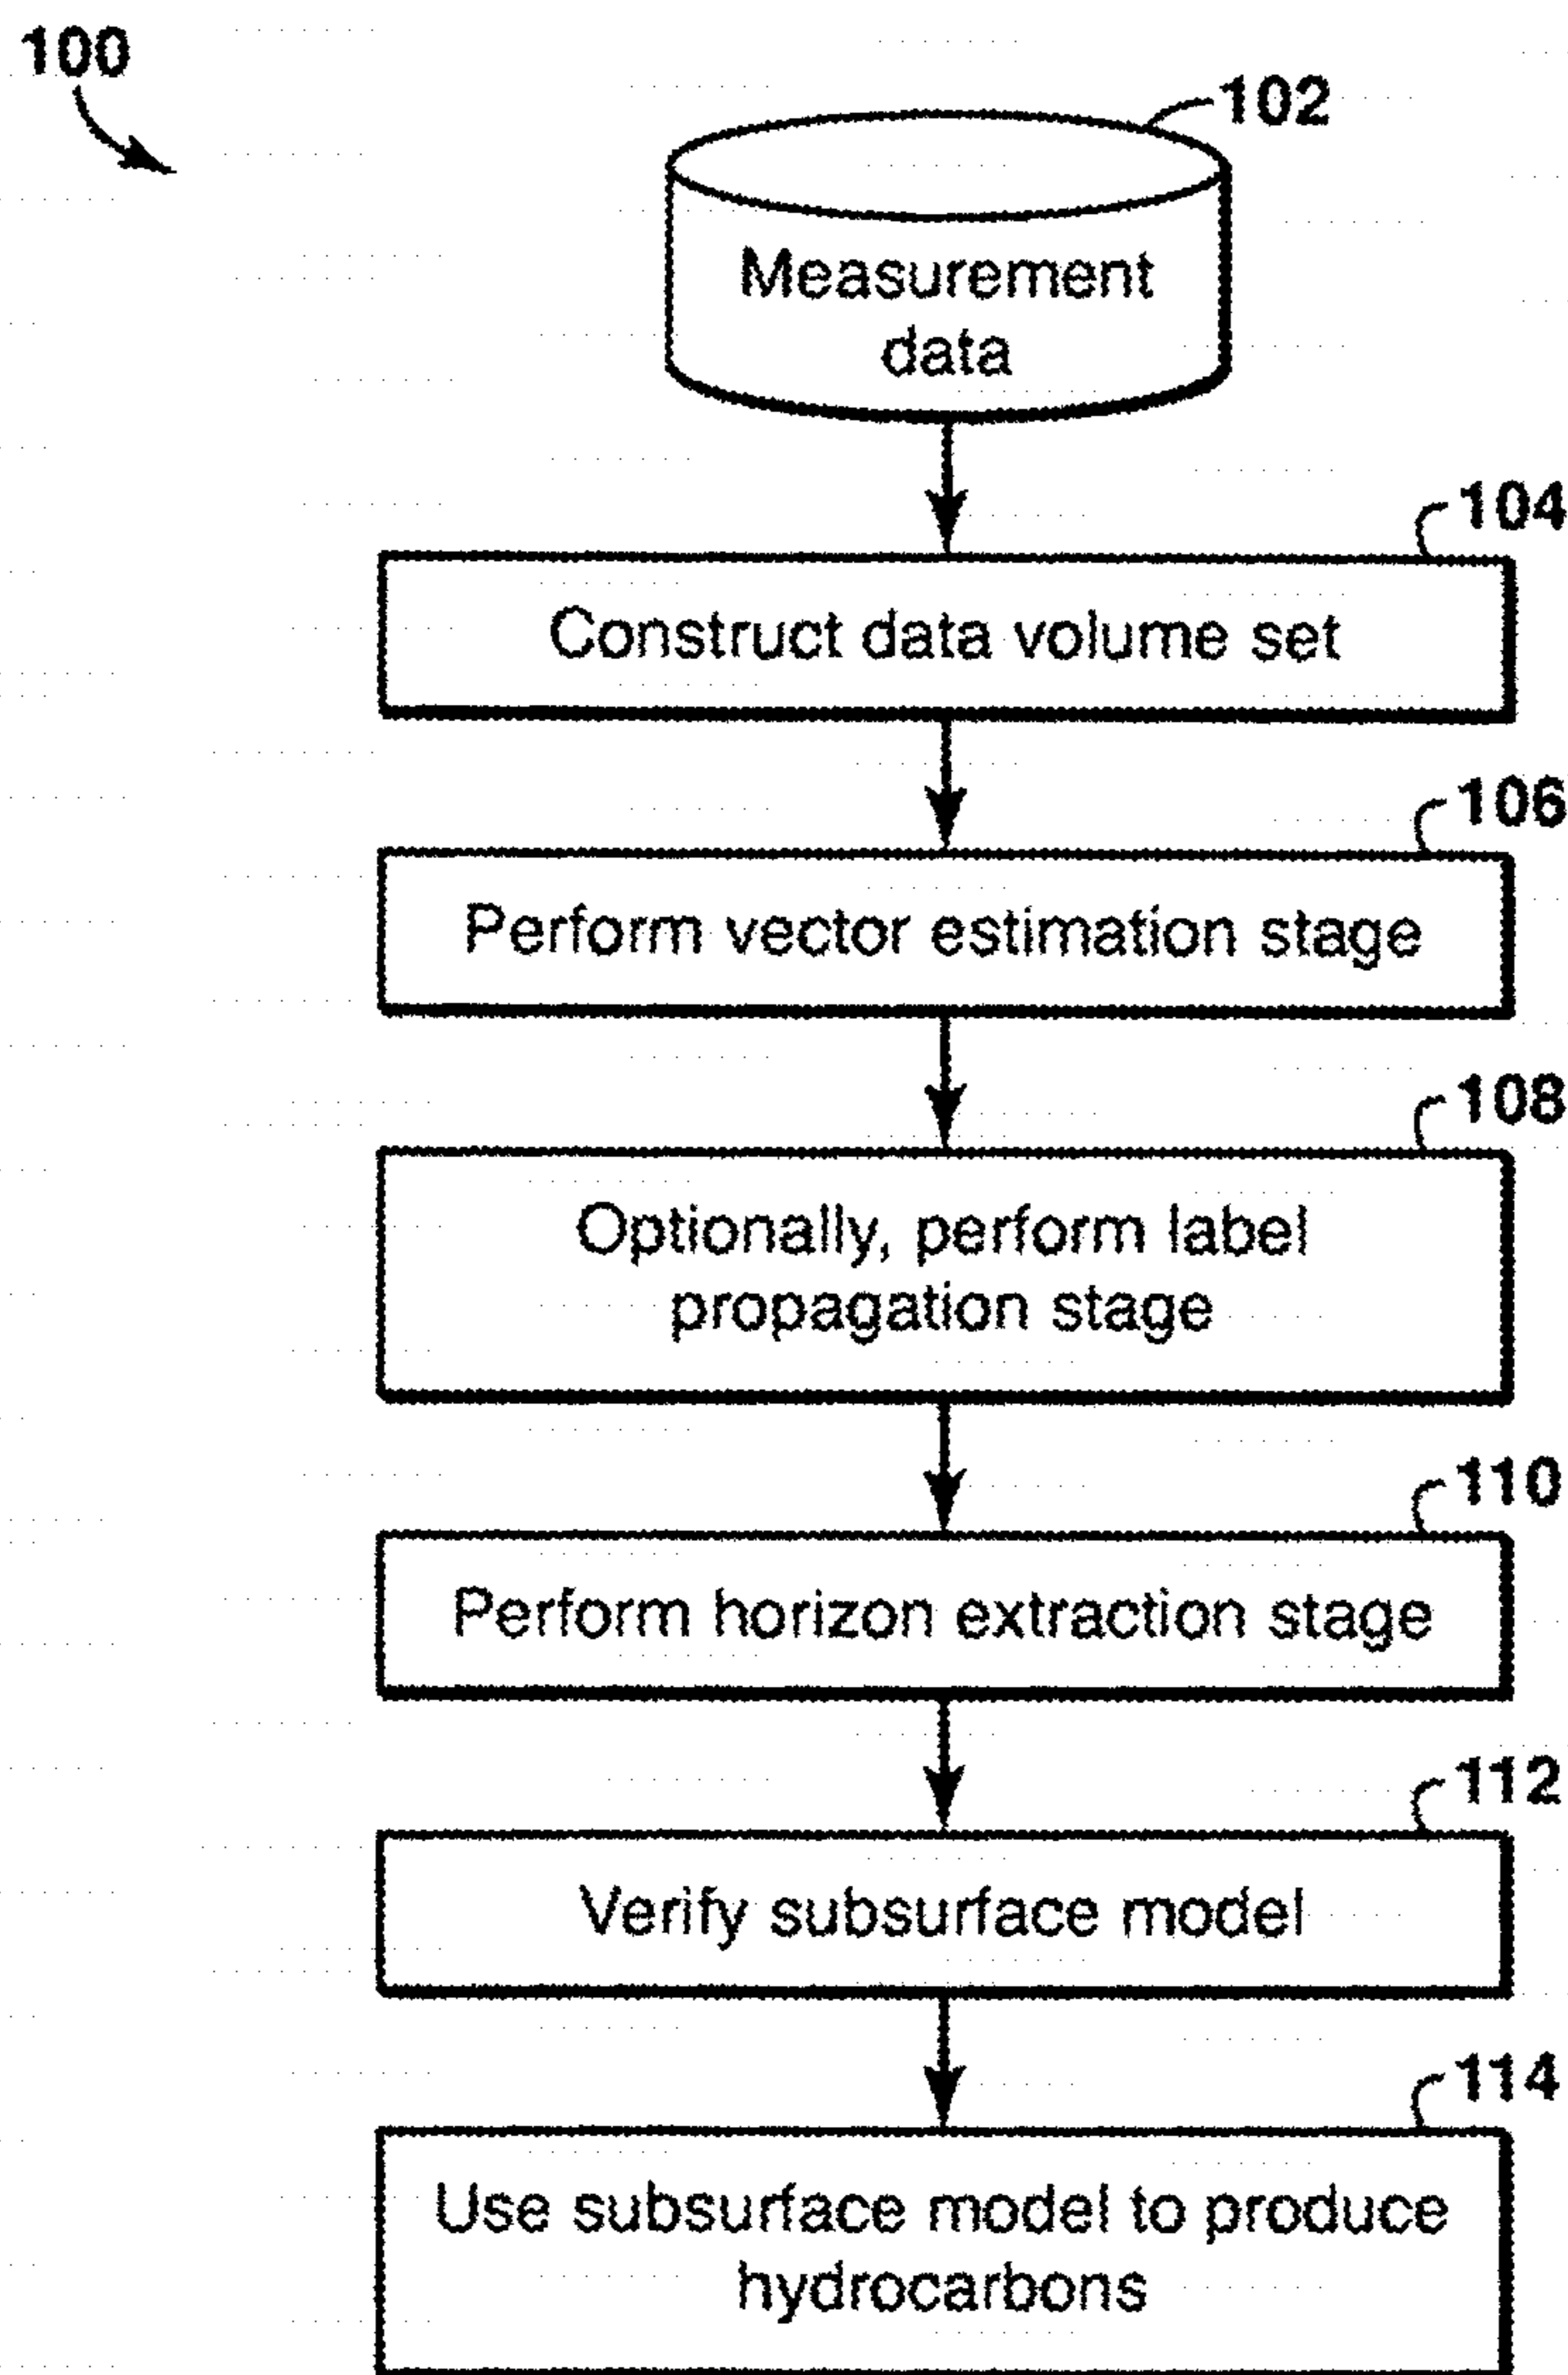 100
102
Measurement
data
104
Construct data volume set
106
Perform vector estimation stage
108
Optionally, perform label
propagation stage
110
Perform horizon extraction stage
112
Verify subsurface model
114
Use subsurface model to produce
hydrocarbons